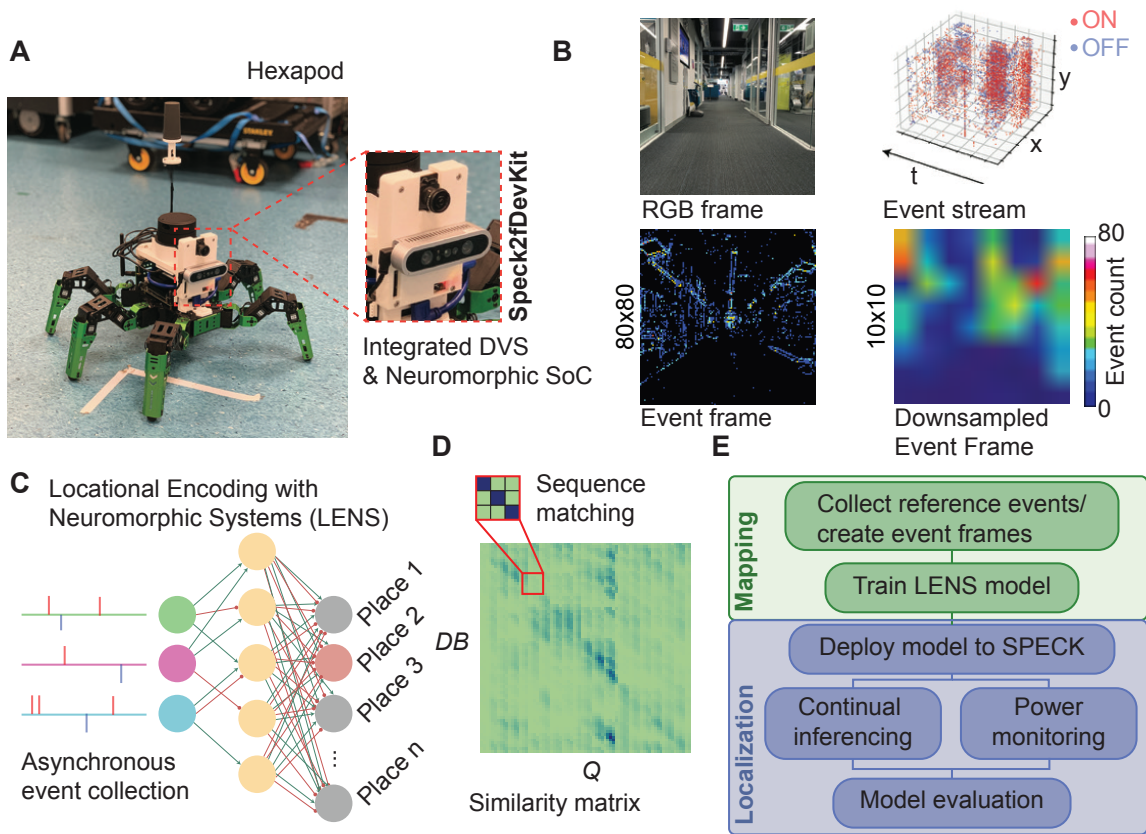 A
Hexapod
STANLEY
Speck2fDevKit
Integrated DVS
& Neuromorphic SoC
B
RGB frame
ON
OFF
y
x
t
Event stream
80x80
Event frame
10x10
80
Event count
0
Downsampled
Event Frame
C
Locational Encoding with
Neuromorphic Systems (LENS)
Place 1
Place 2
Place 3
...
Place n
Asynchronous
event collection
D
Sequence
matching
DB
Q
Similarity matrix
E
Mapping
Collect reference events/
create event frames
Train LENS model
Localization
Deploy model to SPECK
Continual
inferencing
Power
monitoring
Model evaluation